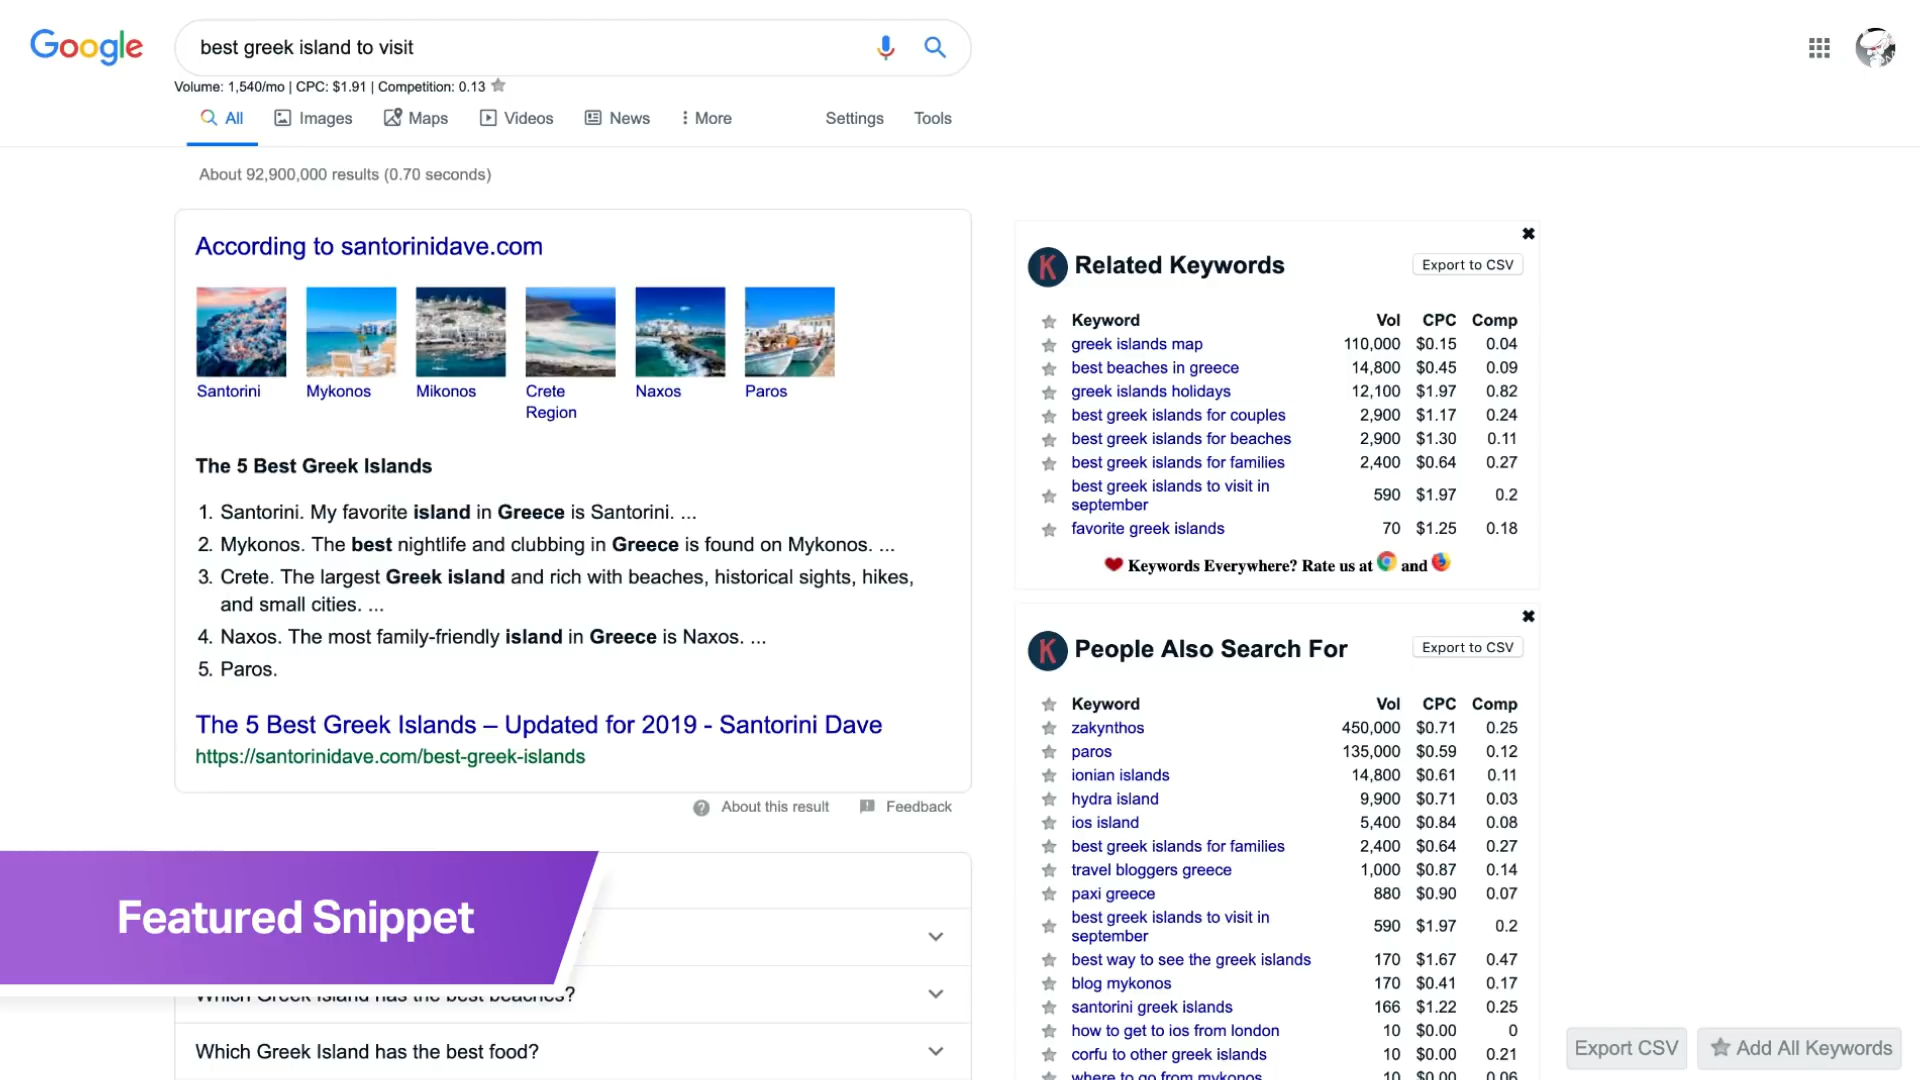 Google
best greek island to visit
Volume: 1,540/mo | CPC: $1.91 | Competition: 0.13
All Images Maps Videos News More Settings Tools
About 92,900,000 results (0.70 seconds)
According to santorinidave.com
Santorini Mykonos Mikonos Crete Region Naxos Paros
The 5 Best Greek Islands
1. Santorini. My favorite island in Greece is Santorini. ...
2. Mykonos. The best nightlife and clubbing in Greece is found on Mykonos. ...
3. Crete. The largest Greek island and rich with beaches, historical sights, hikes,
and small cities. ...
4. Naxos. The most family-friendly island in Greece is Naxos. ...
5. Paros.
The 5 Best Greek Islands – Updated for 2019 - Santorini Dave
https://santorinidave.com/best-greek-islands
About this result Feedback
Featured Snippet
Which Greek Island has the best beaches?
Which Greek Island has the best food?
K Related Keywords Export to CSV
Keyword Vol CPC Comp
greek islands map 110,000 $0.15 0.04
best beaches in greece 14,800 $0.45 0.09
greek islands holidays 12,100 $1.97 0.82
best greek islands for couples 2,900 $1.17 0.24
best greek islands for beaches 2,900 $1.30 0.11
best greek islands for families 2,400 $0.64 0.27
best greek islands to visit in
september 590 $1.97 0.2
favorite greek islands 70 $1.25 0.18
Keywords Everywhere? Rate us at and
K People Also Search For Export to CSV
Keyword Vol CPC Comp
zakynthos 450,000 $0.71 0.25
paros 135,000 $0.59 0.12
ionian islands 14,800 $0.61 0.11
hydra island 9,900 $0.71 0.03
ios island 5,400 $0.84 0.08
best greek islands for families 2,400 $0.64 0.27
travel bloggers greece 1,000 $0.87 0.14
paxi greece 880 $0.90 0.07
best greek islands to visit in
september 590 $1.97 0.2
best way to see the greek islands 170 $1.67 0.47
blog mykonos 170 $0.41 0.17
santorini greek islands 166 $1.22 0.25
how to get to ios from london 10 $0.00 0
corfu to other greek islands 10 $0.00 0.21
where to go from mykonos 10 $0.00 0.06
Export CSV Add All Keywords